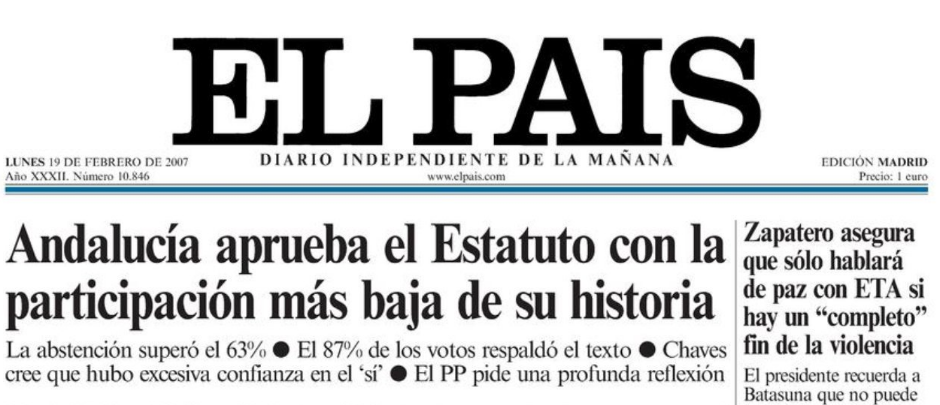 EL PAIS
LUNES 19 DE FEBRERO DE 2007
Año XXXII. Número 10.846
DIARIO INDEPENDIENTE DE LA MAÑANA
www.elpais.com
EDICIÓN MADRID
Precio: 1 euro
Andalucía aprueba el Estatuto con la
participación más baja de su historia
La abstención superó el 63% ● El 87% de los votos respaldó el texto ● Chaves
cree que hubo excesiva confianza en el ‘sí’ ● El PP pide una profunda reflexión
Zapatero asegura
que sólo hablará
de paz con ETA si
hay un “completo”
fin de la violencia
El presidente recuerda a
Batasuna que no puede